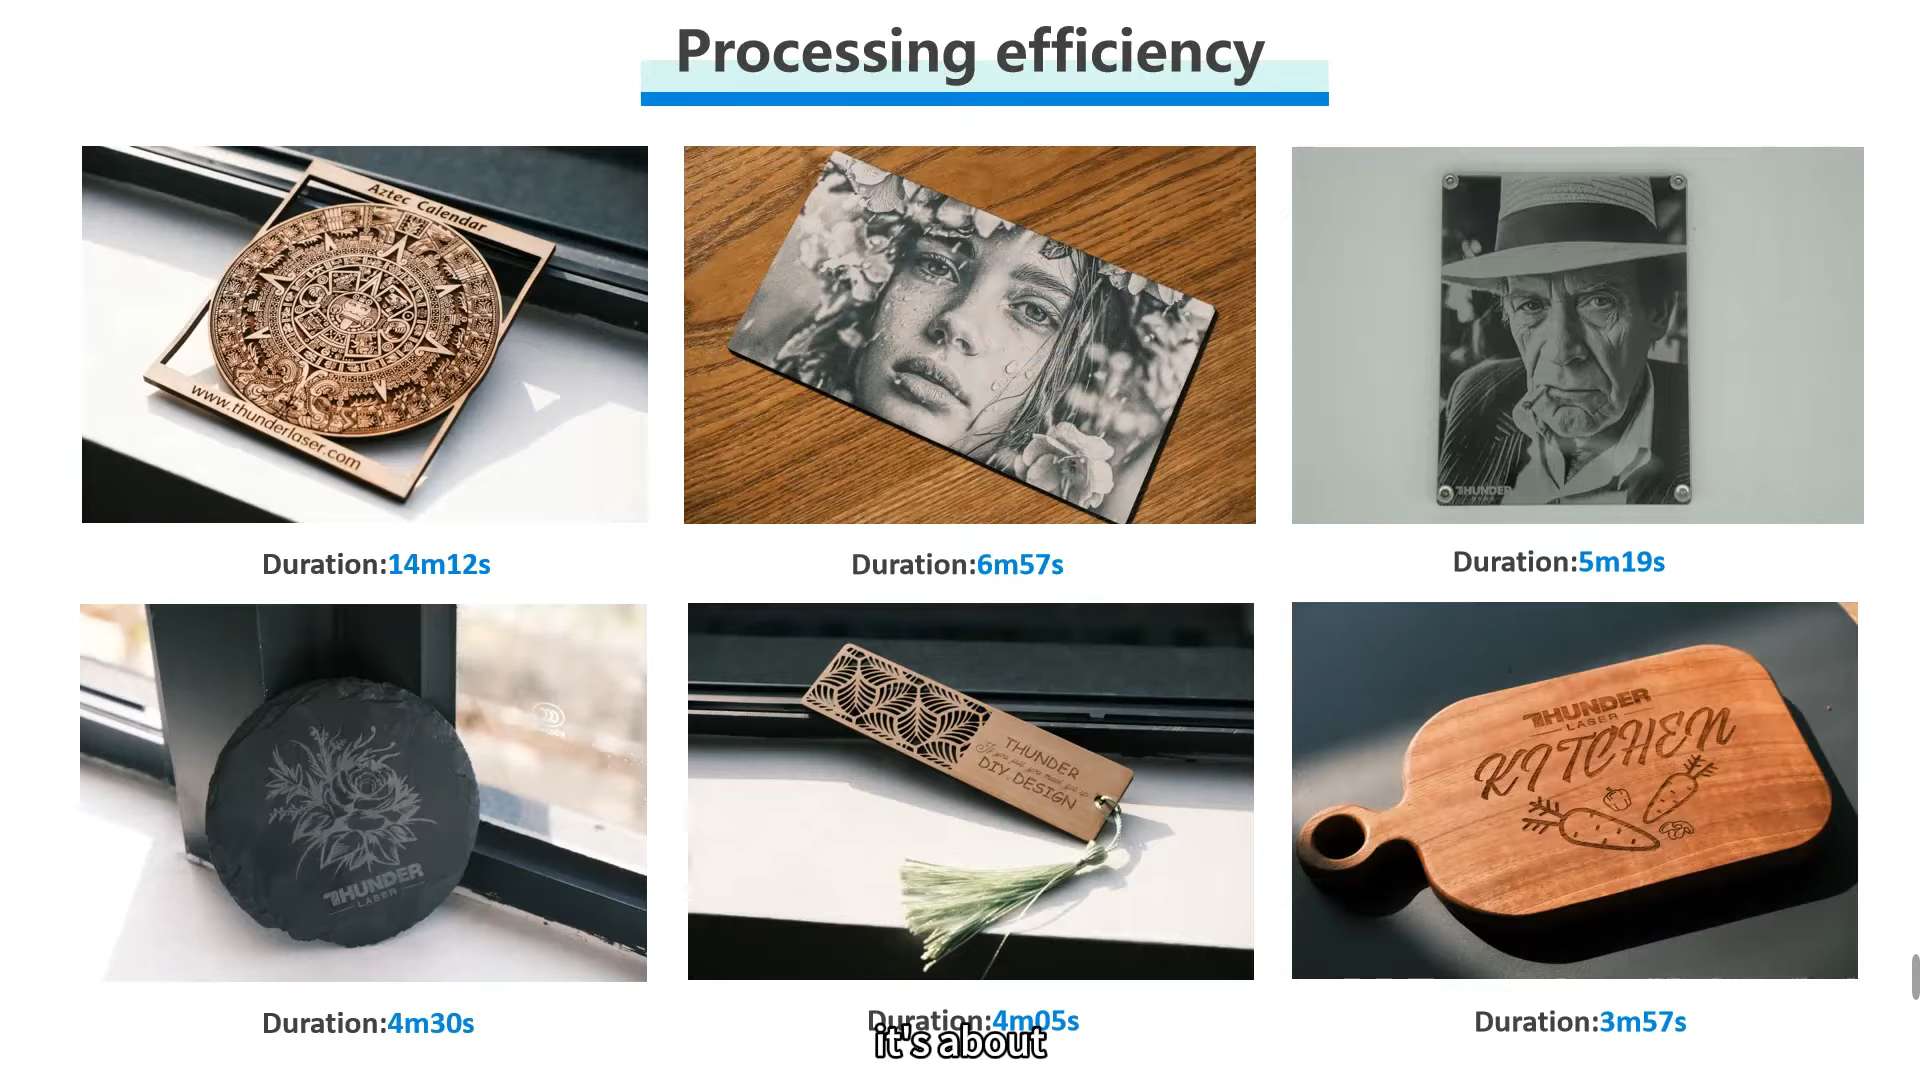 Processing efficiency
Aztec Calendar
www.thunderlaser.com
THUNDER
Duration:14m12s
Duration:6m57s
Duration:5m19s
THUNDER
LASER
THUNDER
DIY.DESIGN
THUNDER
LASER
KITCHEN
Duration:4m30s
Duration:4m05s
Duration:3m57s
it's about